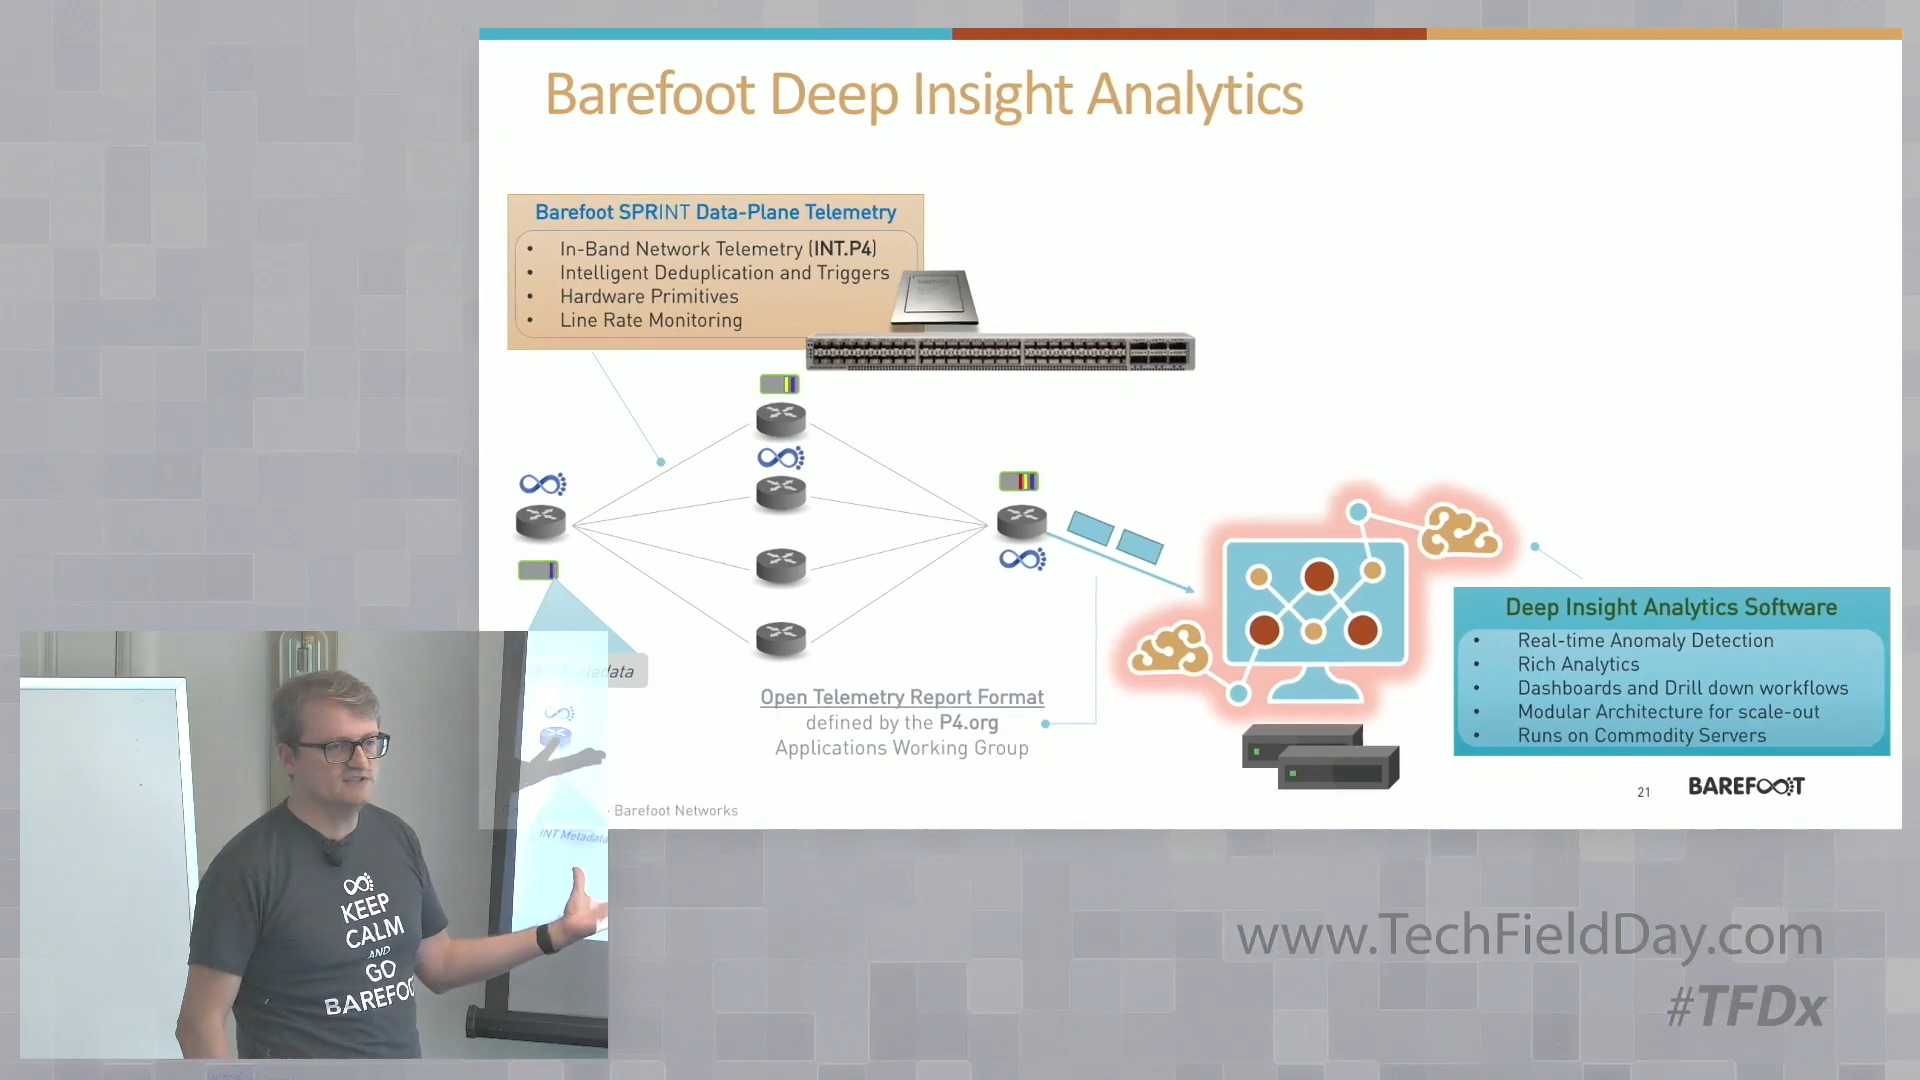 Barefoot Deep Insight Analytics
Barefoot SPRINT Data-Plane Telemetry
• In-Band Network Telemetry (INT.P4)
• Intelligent Deduplication and Triggers
• Hardware Primitives
• Line Rate Monitoring
Open Telemetry Report Format
defined by the P4.org
Applications Working Group
Deep Insight Analytics Software
• Real-time Anomaly Detection
• Rich Analytics
• Dashboards and Drill down workflows
• Modular Architecture for scale-out
• Runs on Commodity Servers
21
BAREFOOT
- Barefoot Networks
INT Metadata
KEEP
CALM
AND
GO
BAREFOO
www.TechFieldDay.com
#TFDx